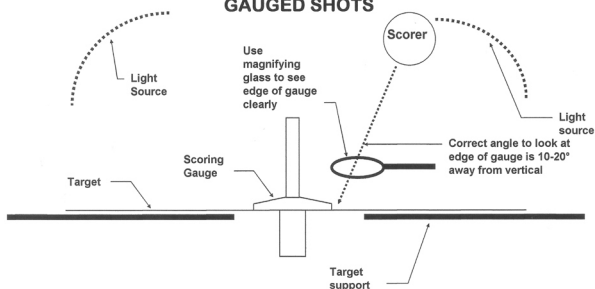 GAUGED SHOTS
Scorer
Light
Source
Use
magnifying
glass to see
edge of gauge
clearly
Light
source
Correct angle to look at
edge of gauge is 10-20°
away from vertical
Scoring
Gauge
Target
Target
support